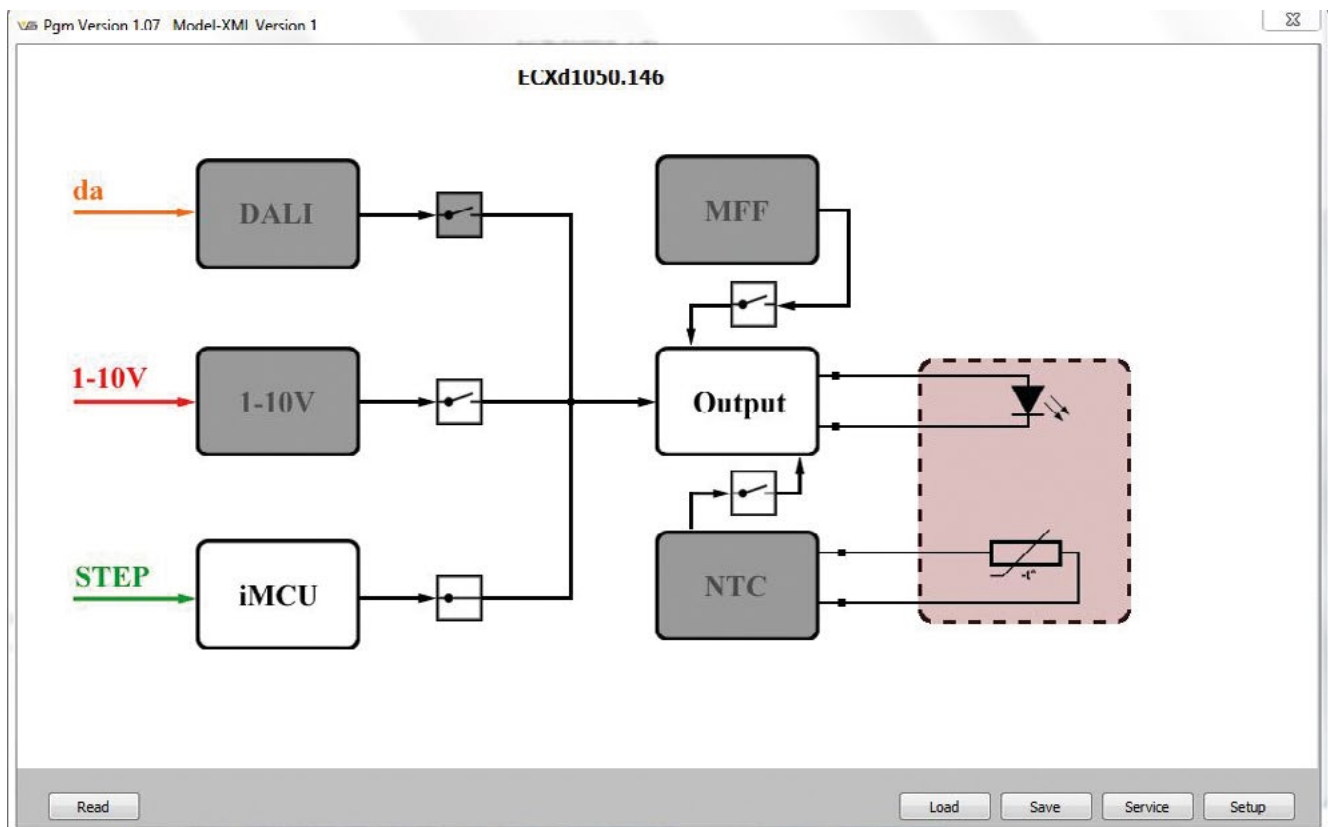 Pgm Version 1.07 Model-XML Version 1
ECXd1050.146
da
DALI
MFF
1-10V
1-10V
Output
STEP
iMCU
NTC
-t°
Read
Load
Save
Service
Setup